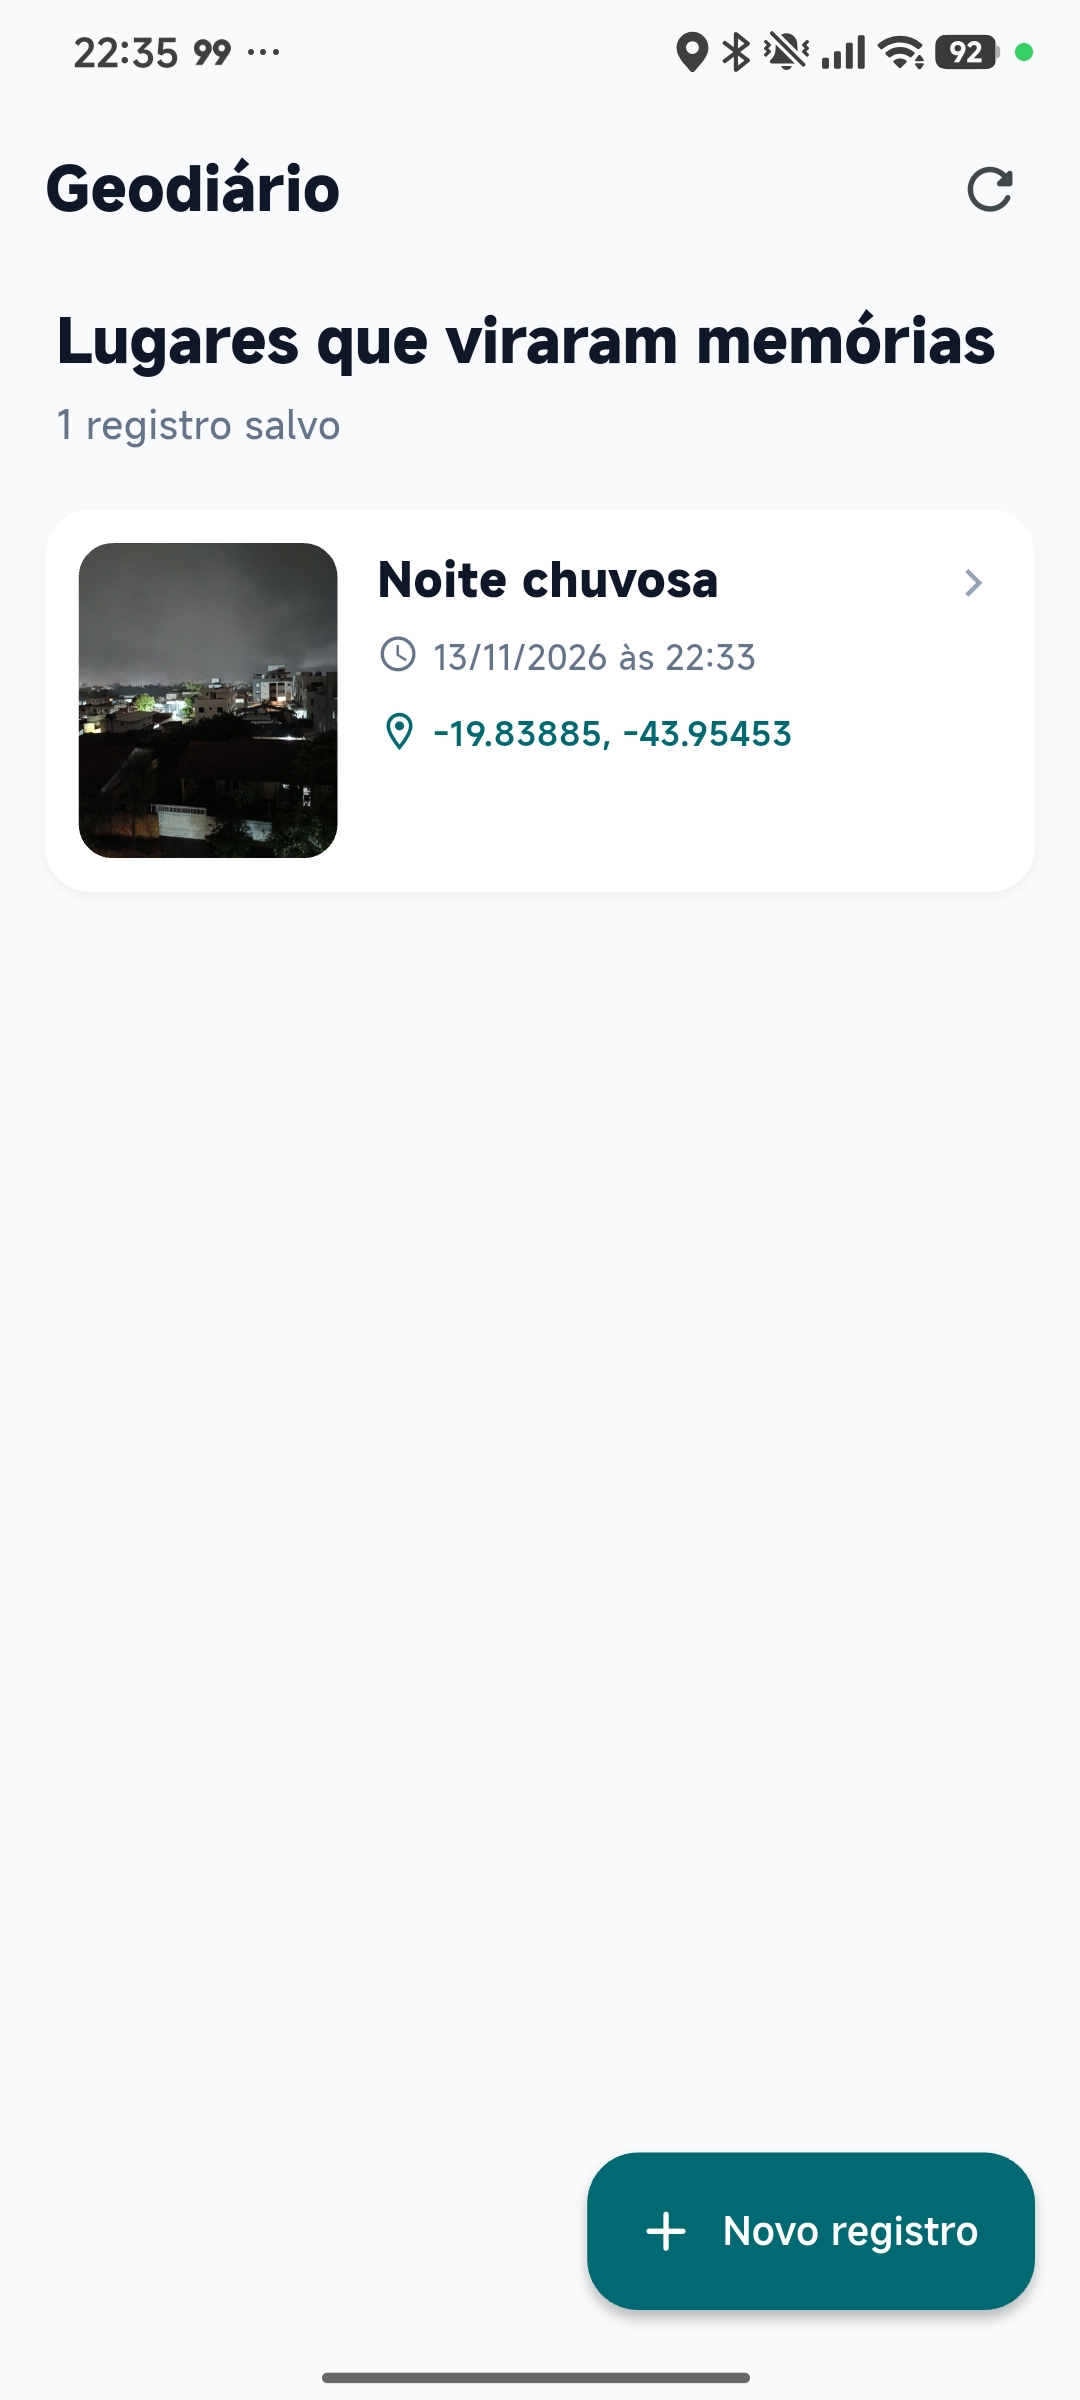 22:35 99 ...
92
Geodiário
Lugares que viraram memórias
1 registro salvo
Noite chuvosa
13/11/2026 às 22:33
-19.83885, -43.95453
+ Novo registro